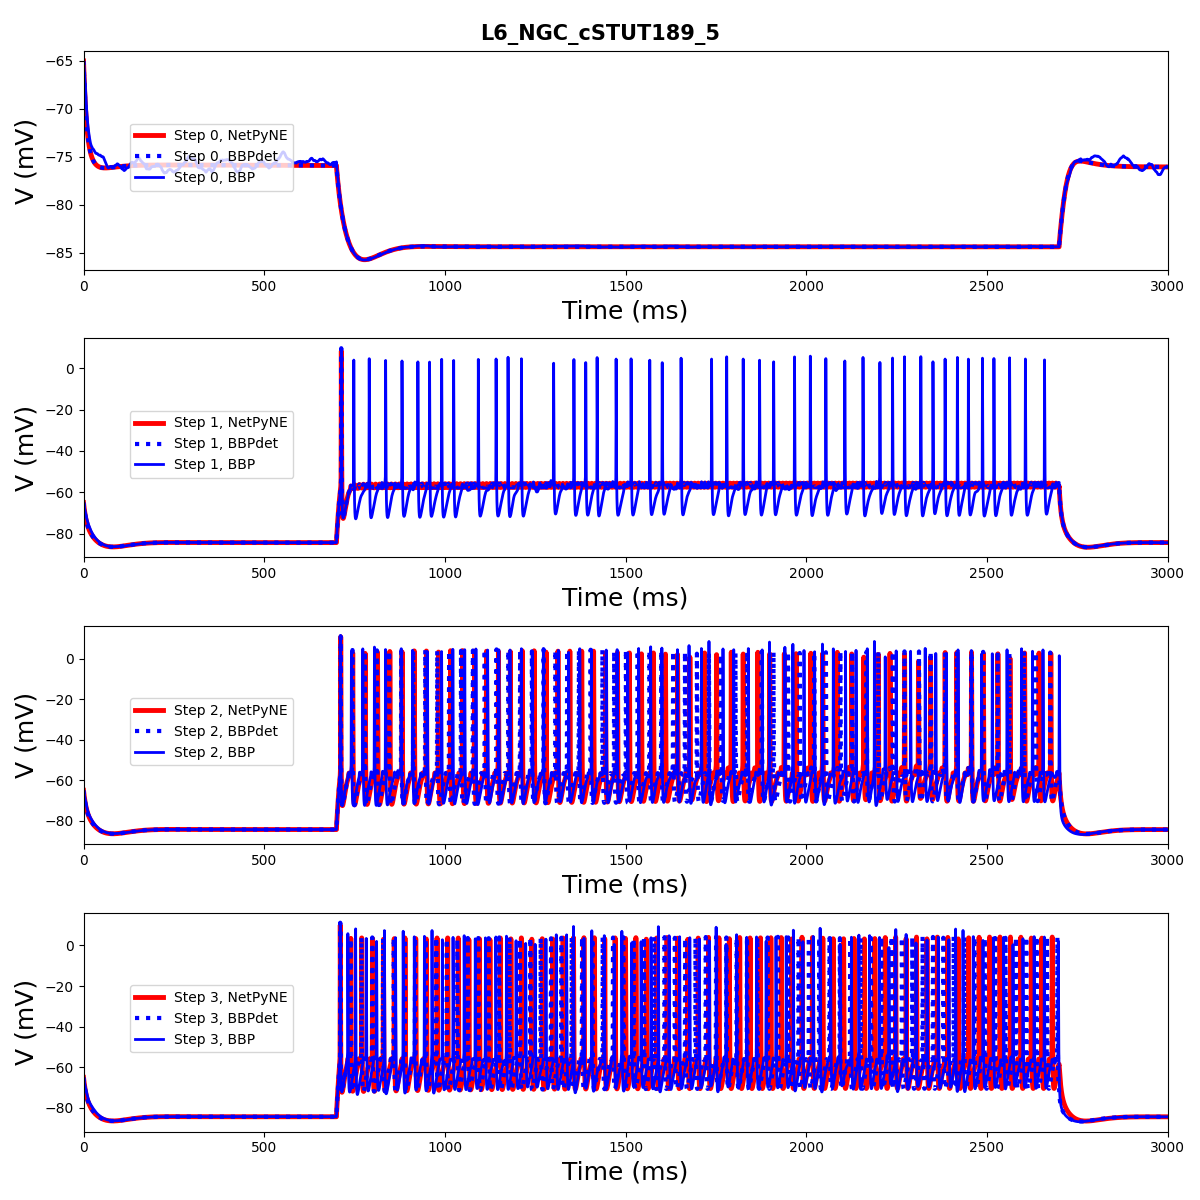 L6_NGC_cSTUT189_5
−65
−70
−75
−80
−85
V (mV)
Step 0, NetPyNE
Step 0, BBPdet
Step 0, BBP
0 500 1000 1500 2000 2500 3000
Time (ms)
0
−20
−40
−60
−80
V (mV)
Step 1, NetPyNE
Step 1, BBPdet
Step 1, BBP
0 500 1000 1500 2000 2500 3000
Time (ms)
0
−20
−40
−60
−80
V (mV)
Step 2, NetPyNE
Step 2, BBPdet
Step 2, BBP
0 500 1000 1500 2000 2500 3000
Time (ms)
0
−20
−40
−60
−80
V (mV)
Step 3, NetPyNE
Step 3, BBPdet
Step 3, BBP
0 500 1000 1500 2000 2500 3000
Time (ms)